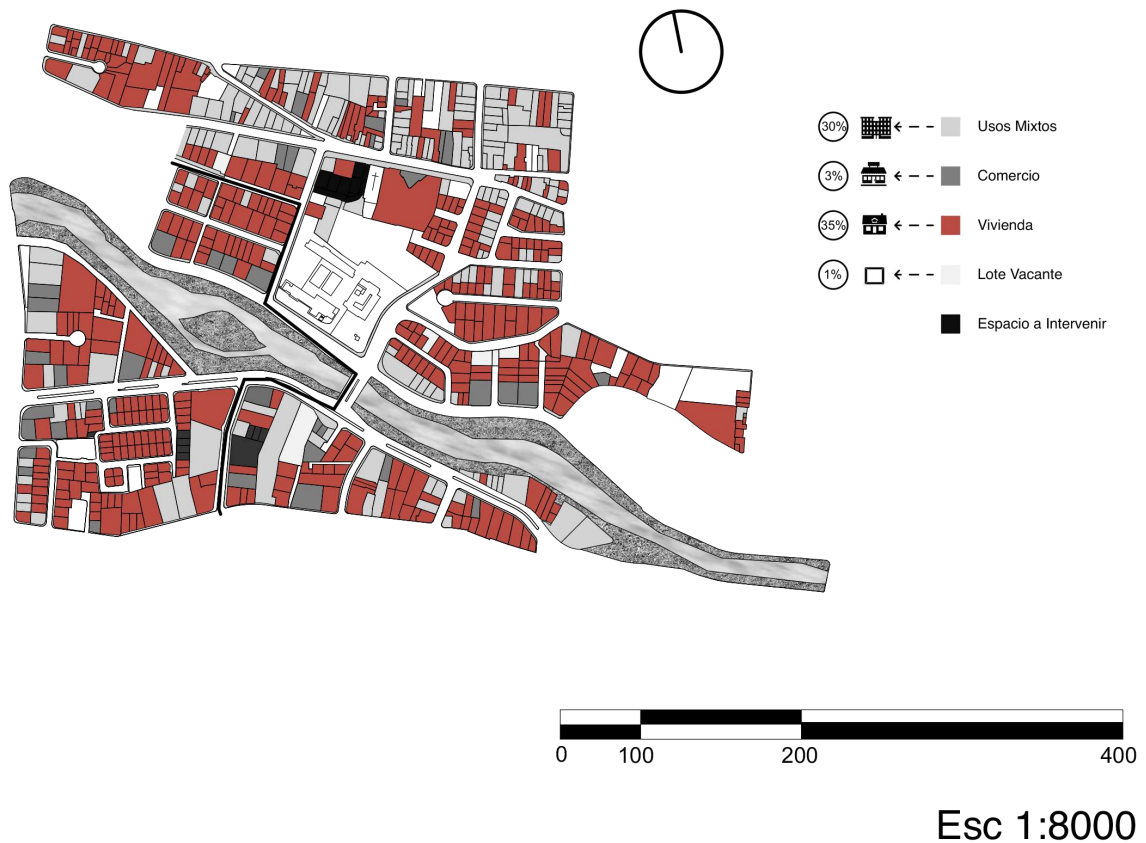 30% Usos Mixtos
3% Comercio
35% Vivienda
1% Lote Vacante
Espacio a Intervenir
0 100 200 400
Esc 1:8000